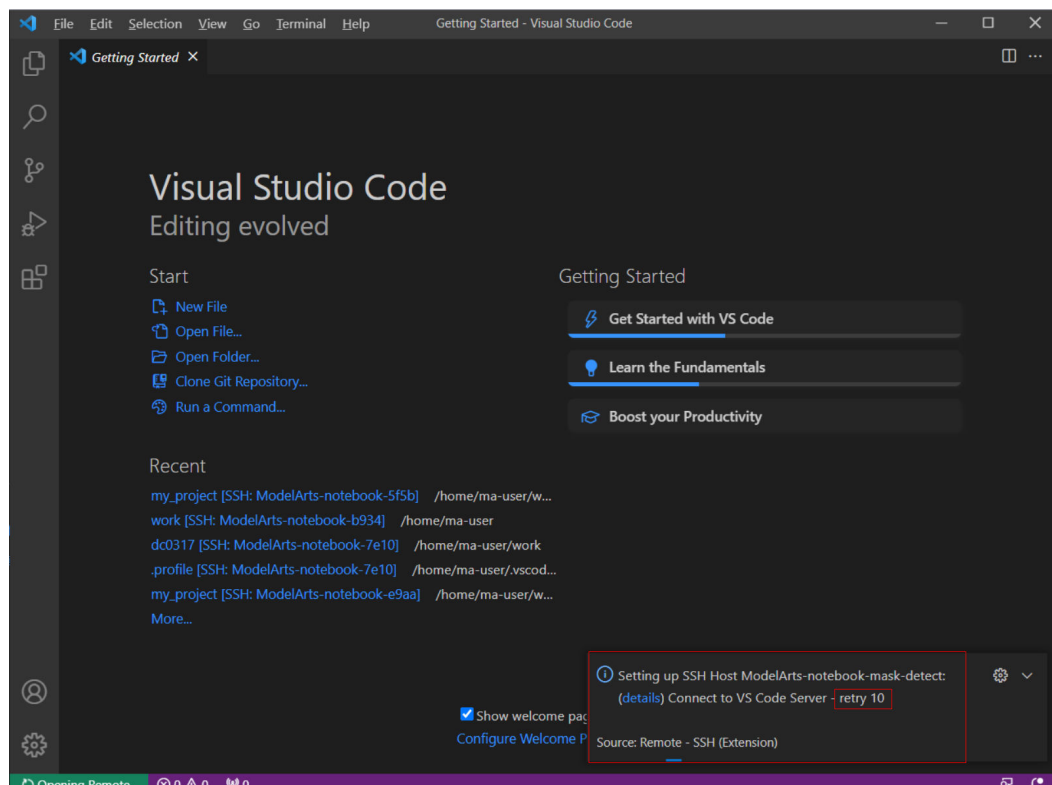 File Edit Selection View Go Terminal Help Getting Started - Visual Studio Code
Getting Started
Visual Studio Code
Editing evolved
Start
New File
Open File...
Open Folder...
Clone Git Repository...
Run a Command...
Recent
my_project [SSH: ModelArts-notebook-5f5b] /home/ma-user/w...
work [SSH: ModelArts-notebook-b934] /home/ma-user
dc0317 [SSH: ModelArts-notebook-7e10] /home/ma-user/work
.profile [SSH: ModelArts-notebook-7e10] /home/ma-user/.vscod...
my_project [SSH: ModelArts-notebook-e9aa] /home/ma-user/w...
More...
Getting Started
Get Started with VS Code
Learn the Fundamentals
Boost your Productivity
Show welcome pag
Configure Welcome P
Setting up SSH Host ModelArts-notebook-mask-detect:
(details) Connect to VS Code Server - retry 10
Source: Remote - SSH (Extension)
Opening Remote... 0 0 0